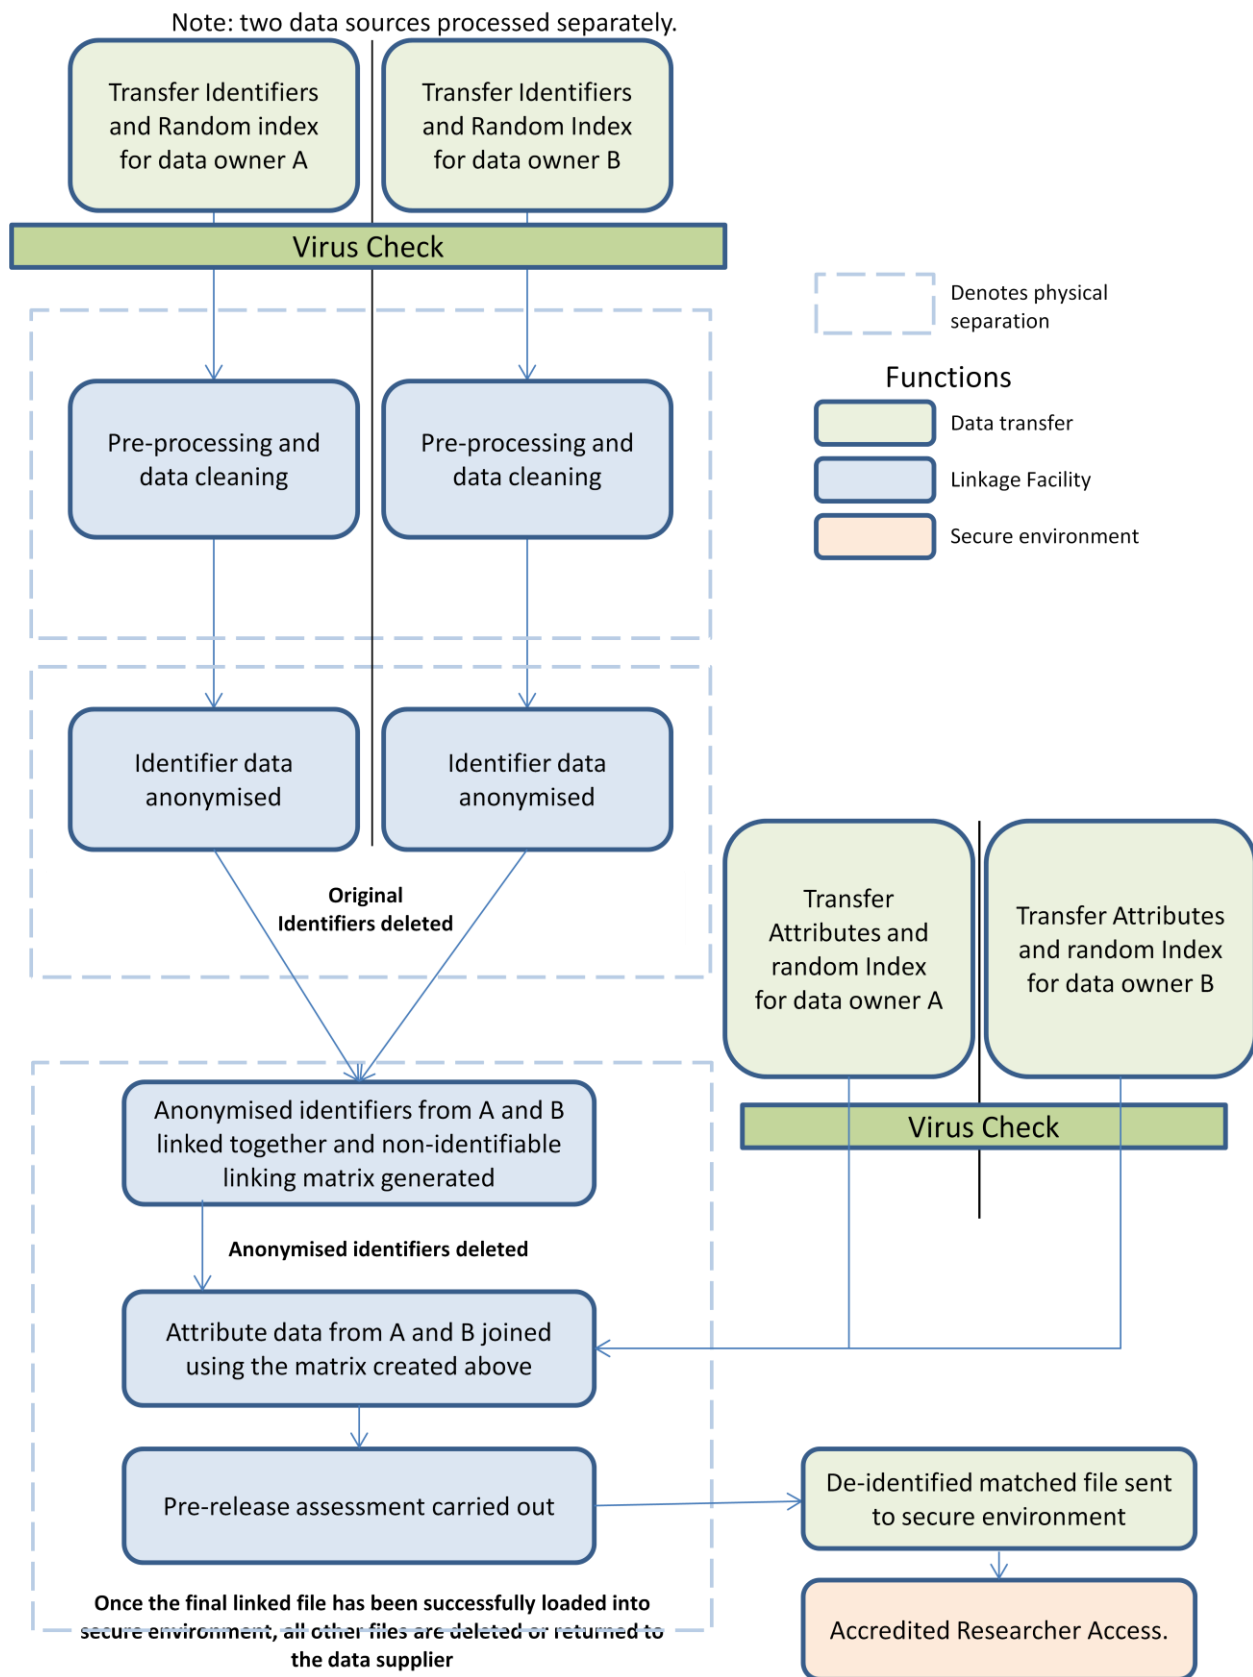 Note: two data sources processed separately.
Transfer Identifiers
and Random index
for data owner A
Transfer Identifiers
and Random Index
for data owner B
Virus Check
Denotes physical
separation
Functions
Data transfer
Linkage Facility
Secure environment
Pre-processing and
data cleaning
Pre-processing and
data cleaning
Identifier data
anonymised
Identifier data
anonymised
Original
Identifiers deleted
Transfer
Attributes and
random Index
for data owner A
Transfer Attributes
and random Index
for data owner B
Virus Check
Anonymised identifiers from A and B
linked together and non-identifiable
linking matrix generated
Anonymised identifiers deleted
Attribute data from A and B joined
using the matrix created above
Pre-release assessment carried out
De-identified matched file sent
to secure environment
Accredited Researcher Access.
Once the final linked file has been successfully loaded into
secure environment, all other files are deleted or returned to
the data supplier